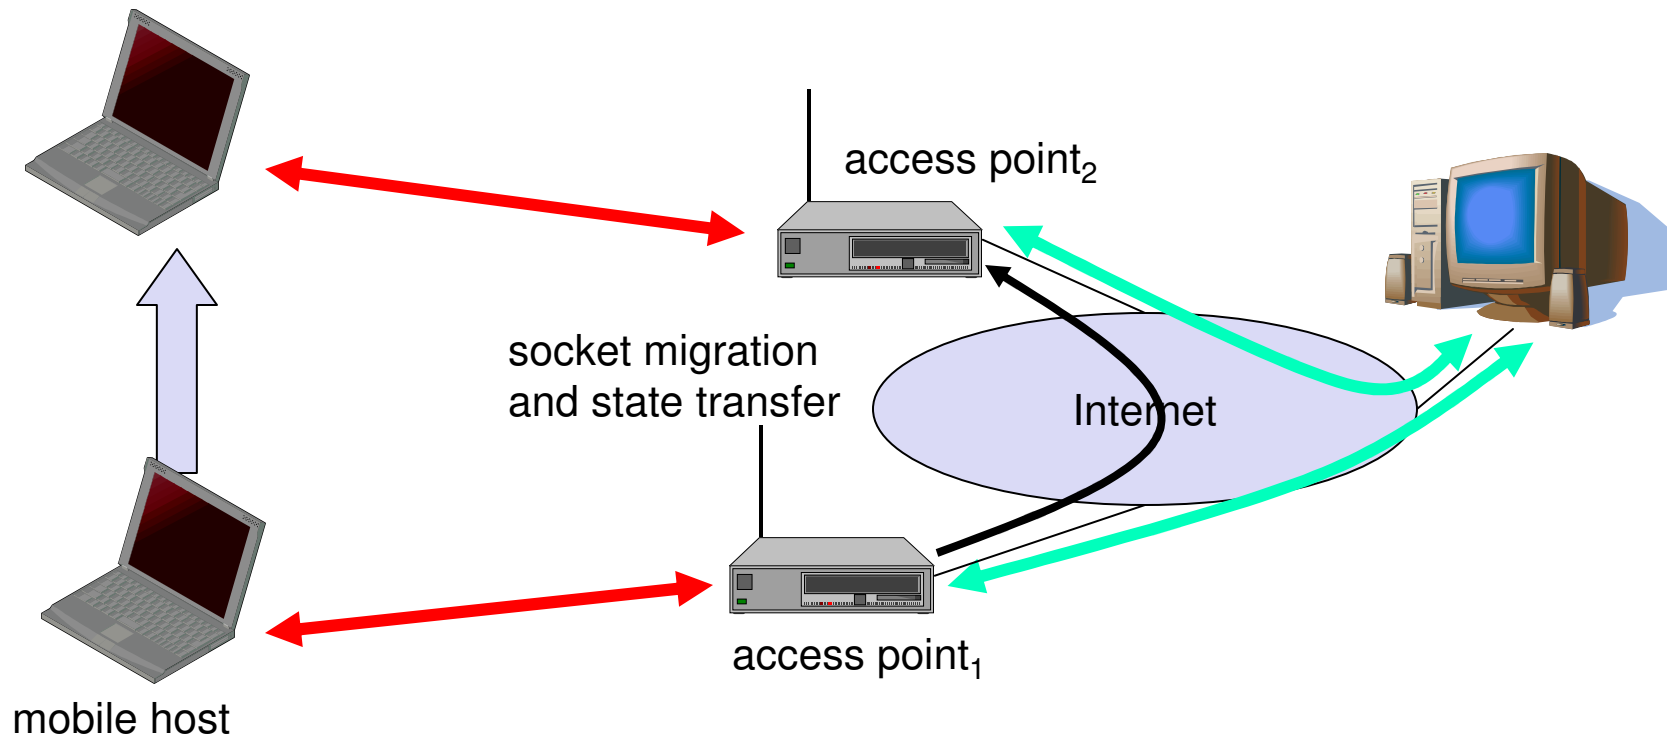 access point₂
socket migration
and state transfer
Internet
access point₁
mobile host